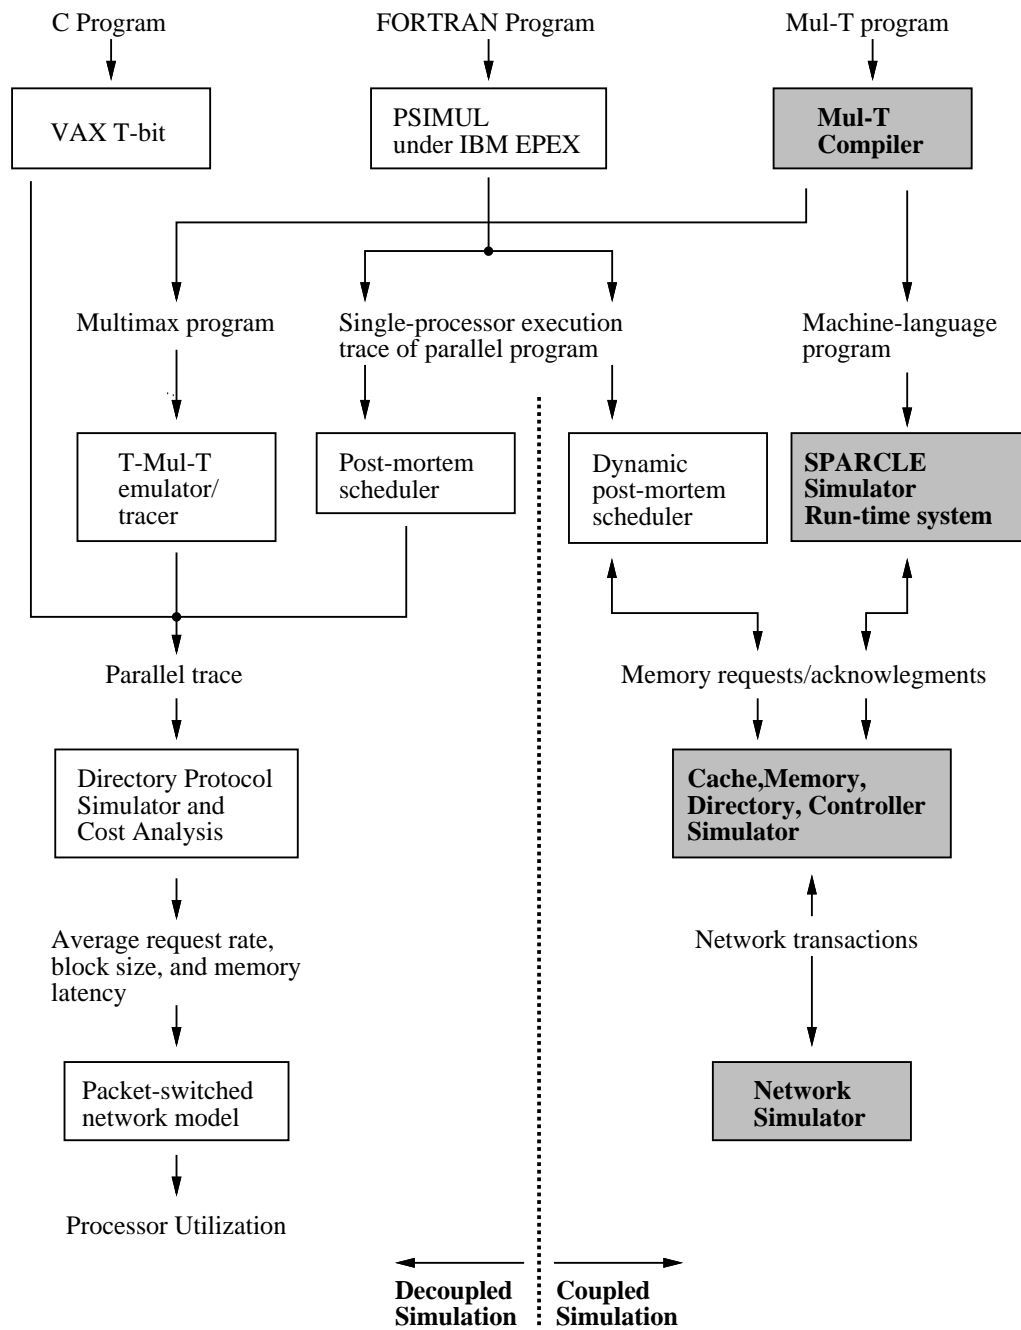 C Program
FORTRAN Program
Mul-T program
VAX T-bit
PSIMUL
under IBM EPEX
Mul-T
Compiler
Multimax program
Single-processor execution
trace of parallel program
Machine-language
program
T-Mul-T
emulator/
tracer
Post-mortem
scheduler
Dynamic
post-mortem
scheduler
SPARCLE
Simulator
Run-time system
Parallel trace
Memory requests/acknowlegments
Directory Protocol
Simulator and
Cost Analysis
Cache,Memory,
Directory, Controller
Simulator
Average request rate,
block size, and memory
latency
Network transactions
Packet-switched
network model
Network
Simulator
Processor Utilization
Decoupled
Simulation
Coupled
Simulation